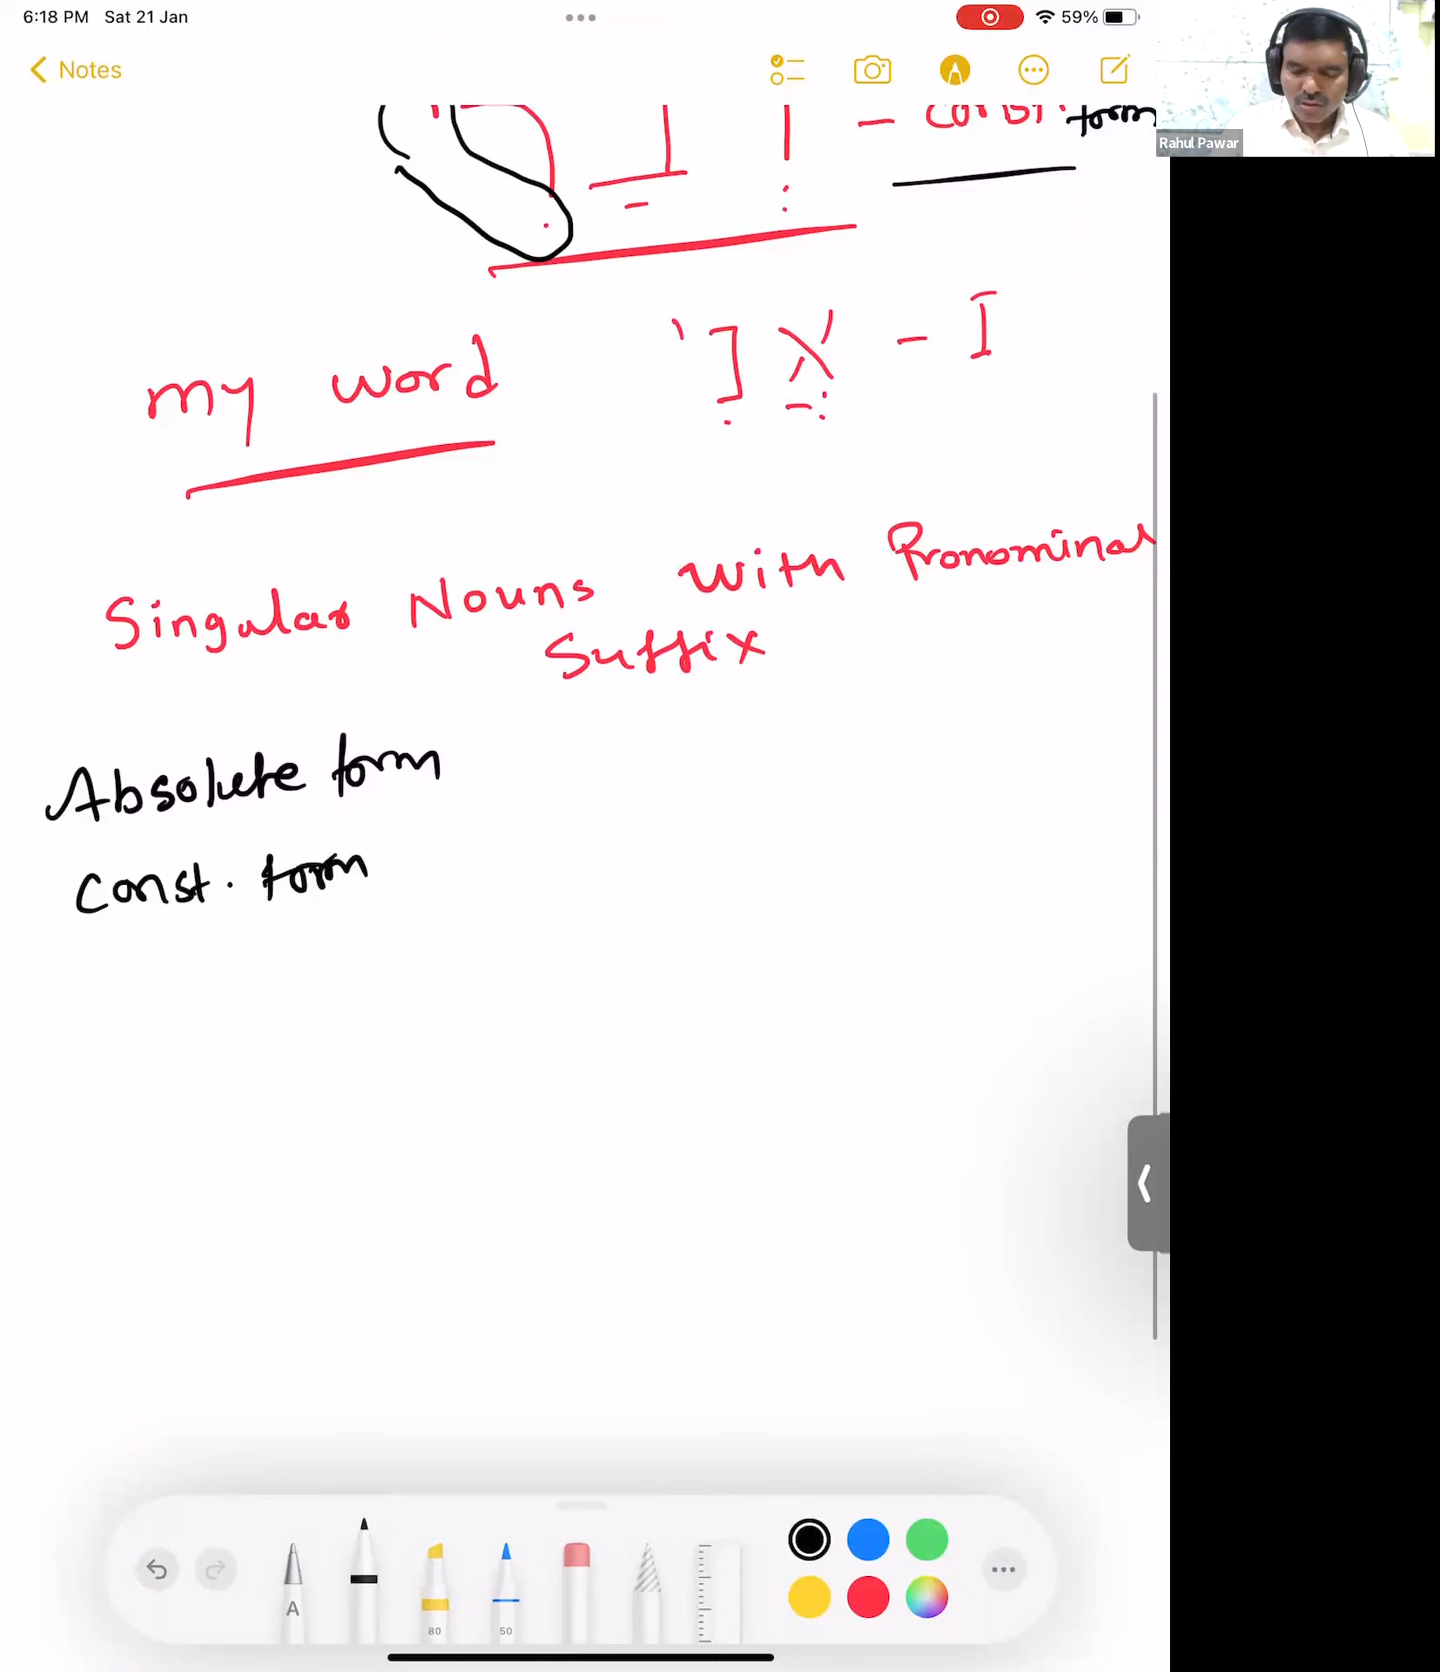 6:18 PM Sat 21 Jan
59%
Notes
Rahul Pawar
– const. form
my word אֲנִי – I
Singular Nouns with Pronominal
Suffix
Absolute form
const. form
A
80
50